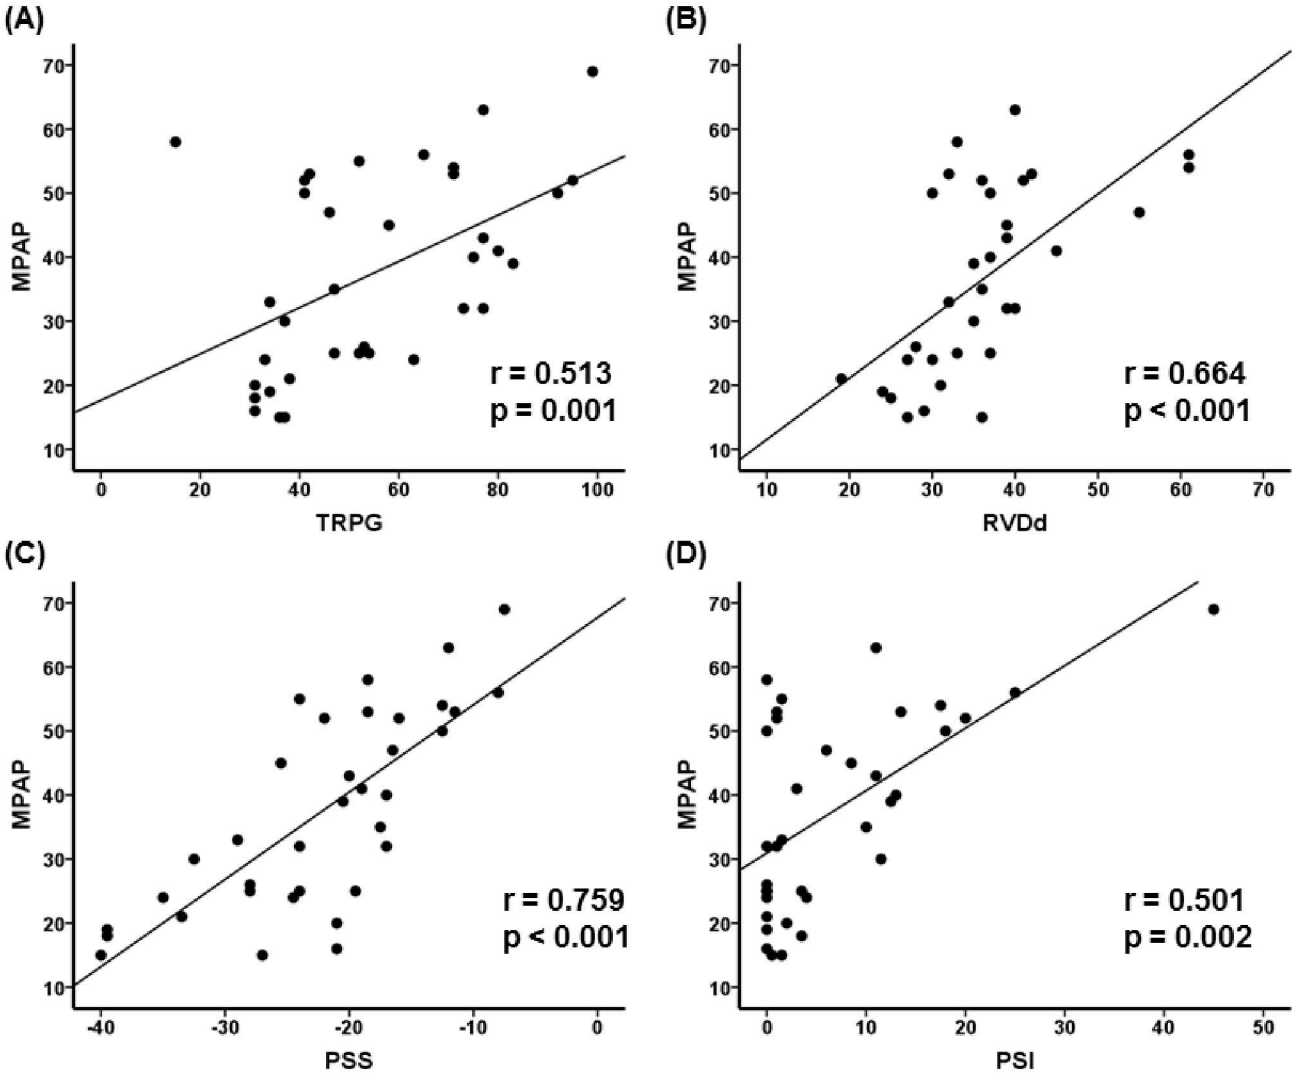 (A)
70
60
50
40
30
20
10
MPAP
0 20 40 60 80 100
TRPG
r = 0.513
p = 0.001
(B)
70
60
50
40
30
20
10
MPAP
10 20 30 40 50 60 70
RVDd
r = 0.664
p < 0.001
(C)
70
60
50
40
30
20
10
MPAP
-40 -30 -20 -10 0
PSS
r = 0.759
p < 0.001
(D)
70
60
50
40
30
20
10
MPAP
0 10 20 30 40 50
PSI
r = 0.501
p = 0.002